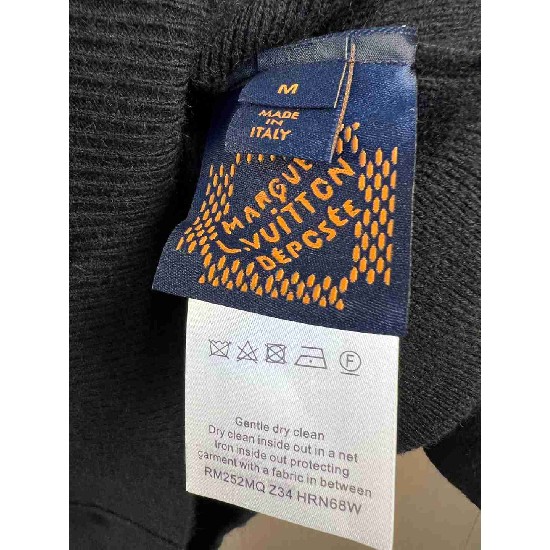 M
MADE
IN
ITALY
MARQUE
L.VUITTON
DÉPOSÉE
F
Gentle dry clean
Dry clean inside out in a net
Iron inside out protecting
garment with a fabric in between
RM252MQ Z34 HRN68W